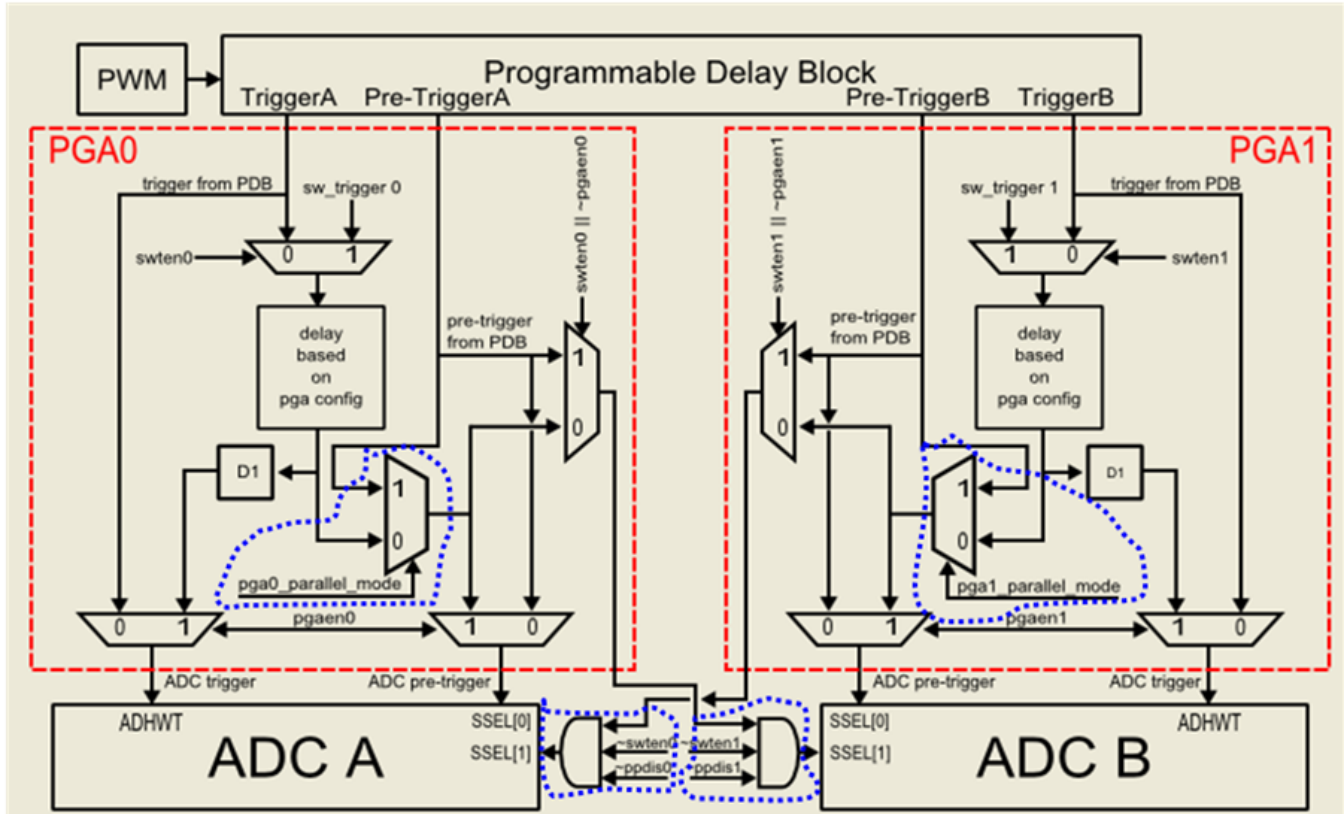 PWM
Programmable Delay Block
TriggerA Pre-TriggerA Pre-TriggerB TriggerB
PGA0 PGA1
trigger from PDB sw_trigger 0 swten0 || ~pgaen0 swten1 || ~pgaen1 sw_trigger 1 trigger from PDB
0 1 1 0
swten0 swten1
delay
based
on
pga config
pre-trigger
from PDB
1
0
pre-trigger
from PDB
1
0
delay
based
on
pga config
D1 1 0
1 0 D1
pga0_parallel_mode pga1_parallel_mode
0 1 pgaen0 1 0 0 1 pgaen1 1 0
ADC trigger ADC pre-trigger ADC pre-trigger ADC trigger
ADHWT SSEL[0] SSEL[0] ADHWT
ADC A SSEL[1] ~swten0 ~swten1 SSEL[1] ADC B
~ppdis0 ~ppdis1